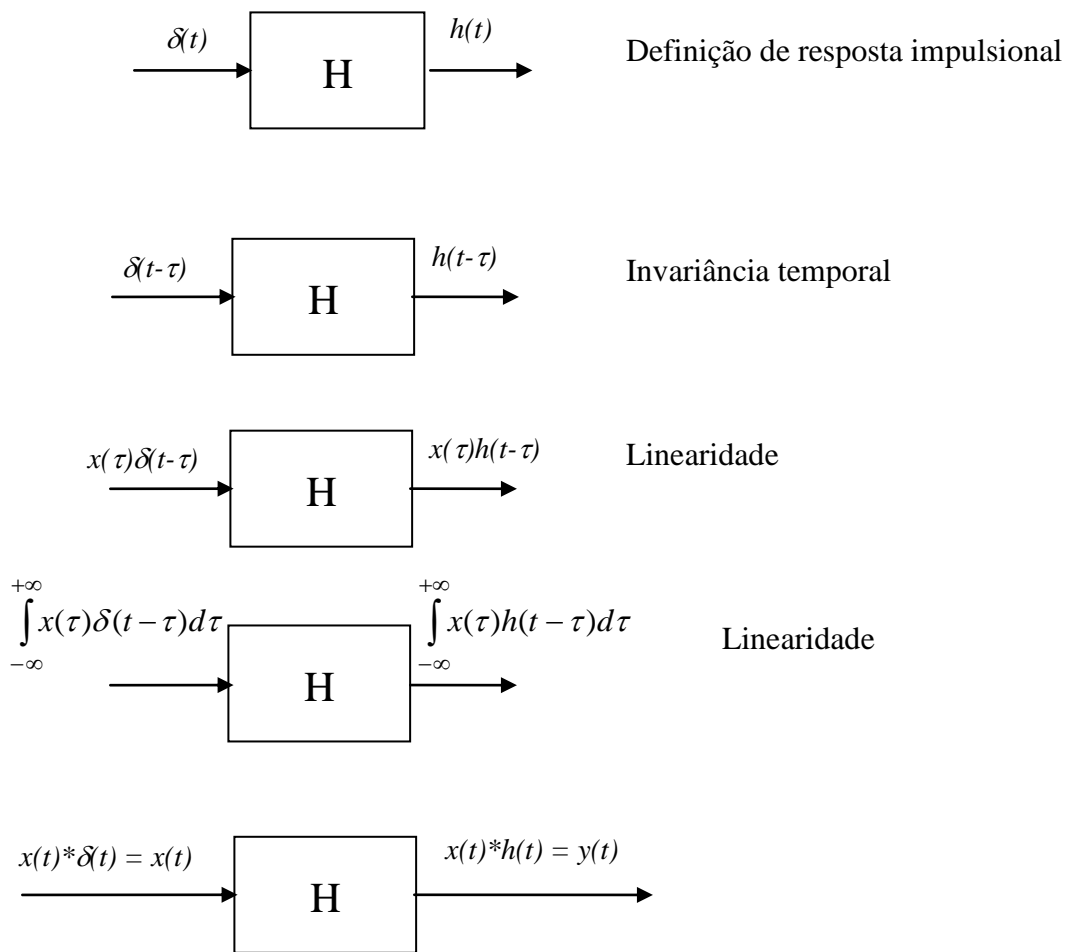 δ(t)
h(t)
Definição de resposta impulsional
H
δ(t-τ)
h(t-τ)
Invariância temporal
H
x(τ)δ(t-τ)
x(τ)h(t-τ)
Linearidade
H
∫_{−∞}^{+∞} x(τ)δ(t − τ)dτ
∫_{−∞}^{+∞} x(τ)h(t − τ)dτ
Linearidade
H
x(t)*δ(t) = x(t)
x(t)*h(t) = y(t)
H